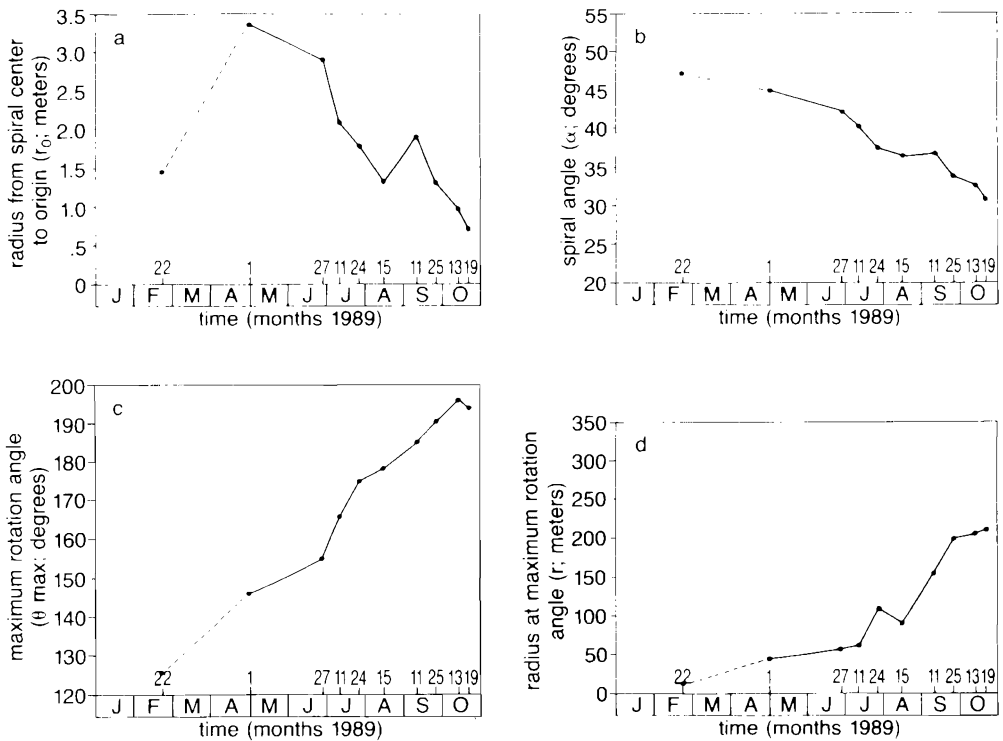 a
radius from spiral center
to origin (r₀; meters)
3.5
3.0
2.5
2.0
1.5
1.0
.5
0
22 1 27 11 24 15 11 25 13 19
J F M A M J J A S O
time (months 1989)
b
spiral angle (α; degrees)
55
50
45
40
35
30
25
20
22 1 27 11 24 15 11 25 13 19
J F M A M J J A S O
time (months 1989)
c
maximum rotation angle
(θ max; degrees)
200
190
180
170
160
150
140
130
120
22 1 27 11 24 15 11 25 13 19
J F M A M J J A S O
time (months 1989)
d
radius at maximum rotation
angle (r; meters)
350
300
250
200
150
100
50
0
22 1 27 11 24 15 11 25 13 19
J F M A M J J A S O
time (months 1989)